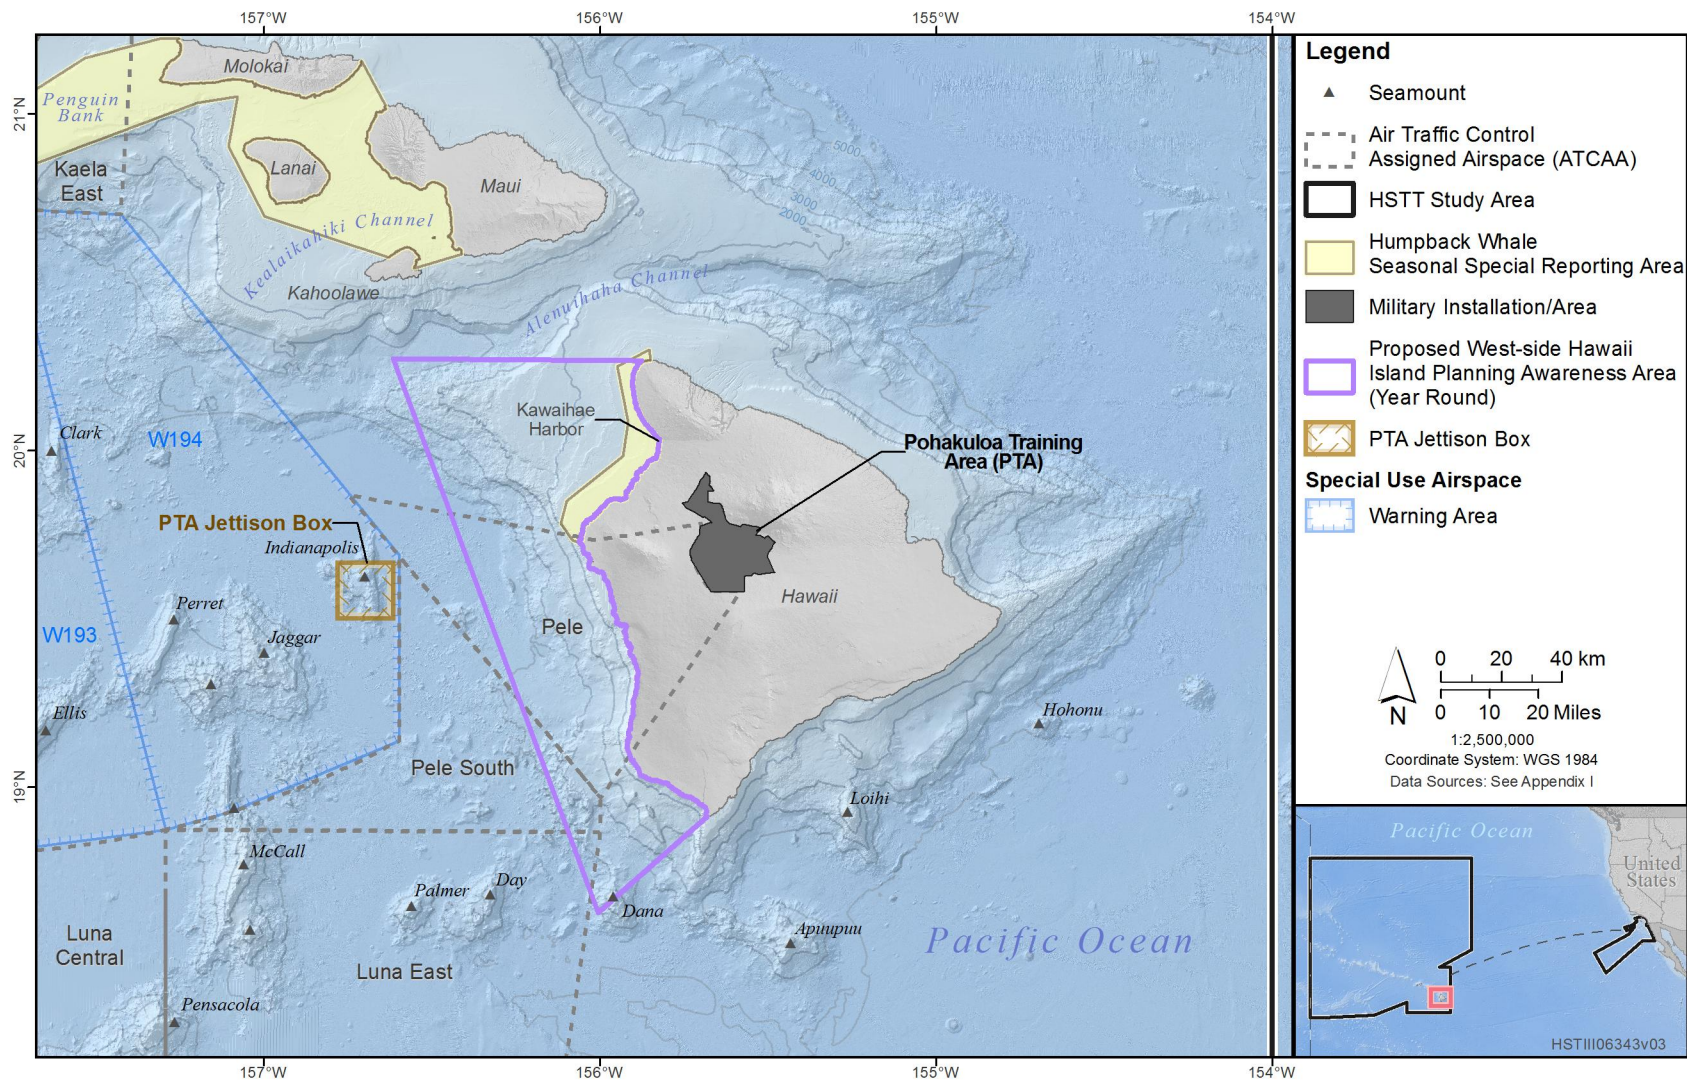 157°W
156°W
155°W
154°W
21°N
20°N
19°N
Molokai
Penguin
Bank
Kaela
East
Lanai
Maui
Kealaikahiki Channel
Kahoolawe
Alenuihaha Channel
5000
4000
3000
2000
Clark
W194
Kawaihae
Harbor
Pohakuloa Training
Area (PTA)
PTA Jettison Box
Indianapolis
Perret
Jaggar
W193
Ellis
Pele
Hawaii
Hohonu
Pele South
Loihi
McCall
Palmer
Day
Dana
Apuupuu
Luna
Central
Luna East
Pacific Ocean
Pensacola
157°W
156°W
155°W
154°W
Legend
Seamount
Air Traffic Control
Assigned Airspace (ATCAA)
HSTT Study Area
Humpback Whale
Seasonal Special Reporting Area
Military Installation/Area
Proposed West-side Hawaii
Island Planning Awareness Area
(Year Round)
PTA Jettison Box
Special Use Airspace
Warning Area
0 20 40 km
N
0 10 20 Miles
1:2,500,000
Coordinate System: WGS 1984
Data Sources: See Appendix I
Pacific Ocean
United
States
HSTIII06343v03